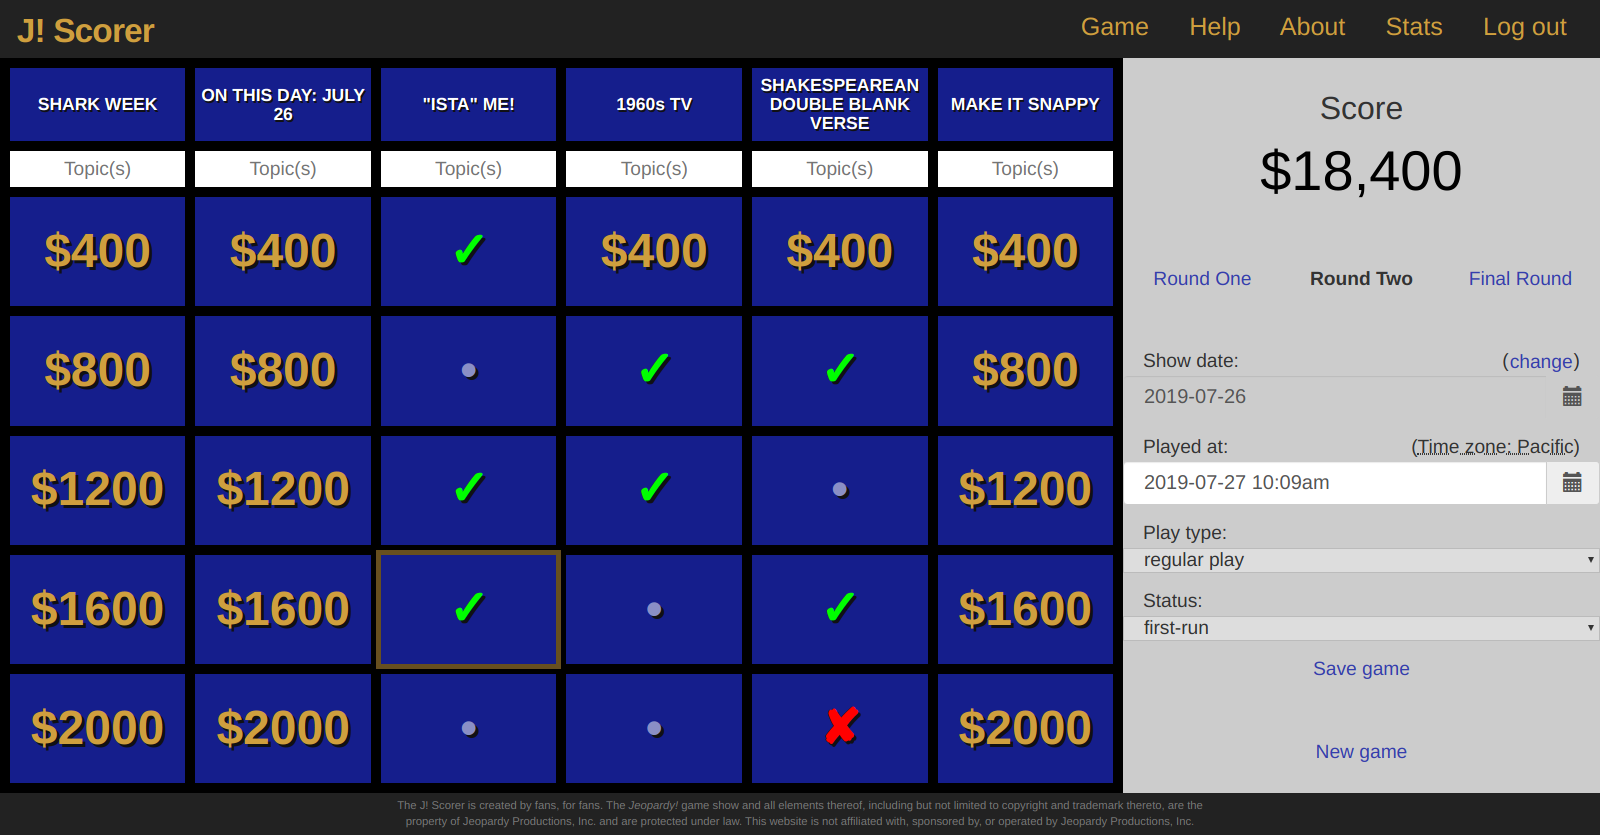 J! Scorer
Game Help About Stats Log out
SHARK WEEK
ON THIS DAY: JULY
26
"ISTA" ME!
1960s TV
SHAKESPEAREAN
DOUBLE BLANK
VERSE
MAKE IT SNAPPY
Topic(s) Topic(s) Topic(s) Topic(s) Topic(s) Topic(s)
$400 $400 ✓ $400 $400 $400
$800 $800 • ✓ ✓ $800
$1200 $1200 ✓ ✓ • $1200
$1600 $1600 ✓ • ✓ $1600
$2000 $2000 • • ✘ $2000
Score
$18,400
Round One Round Two Final Round
Show date: (change)
2019-07-26
Played at: (Time zone: Pacific)
2019-07-27 10:09am
Play type:
regular play
Status:
first-run
Save game
New game
The J! Scorer is created by fans, for fans. The Jeopardy! game show and all elements thereof, including but not limited to copyright and trademark thereto, are the
property of Jeopardy Productions, Inc. and are protected under law. This website is not affiliated with, sponsored by, or operated by Jeopardy Productions, Inc.